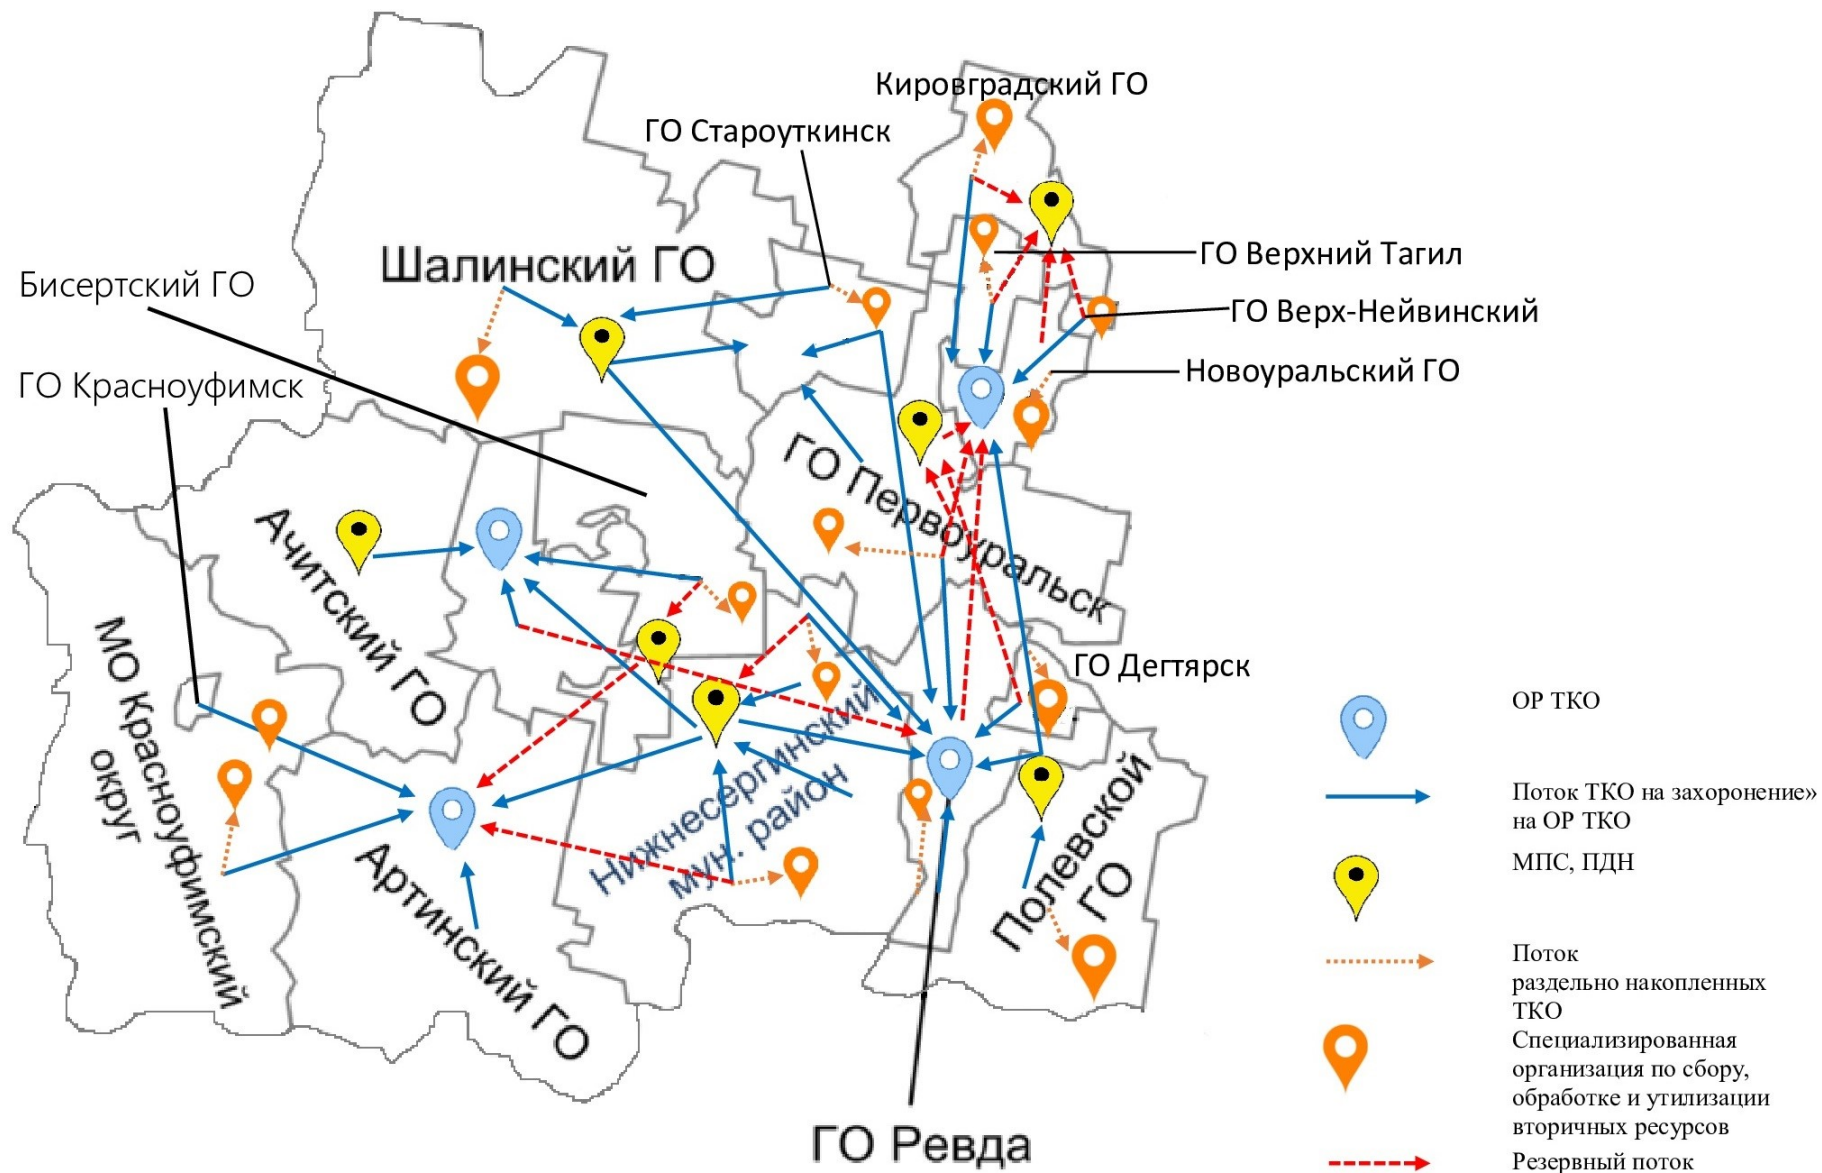 Кировградский ГО
ГО Староуткинск
Шалинский ГО
ГО Верхний Тагил
Бисертский ГО
ГО Верх-Нейвинский
ГО Красноуфимск
Новоуральский ГО
ГО Первоуральск
Ачитский ГО
МО Красноуфимский
округ
ГО Дегтярск
Нижнесергинский
мун. район
Полевской
ГО
Артинский ГО
ГО Ревда
ОР ТКО
Поток ТКО на захоронение»
на ОР ТКО
МПС, ПДН
Поток
раздельно накопленных
ТКО
Специализированная
организация по сбору,
обработке и утилизации
вторичных ресурсов
Резервный поток